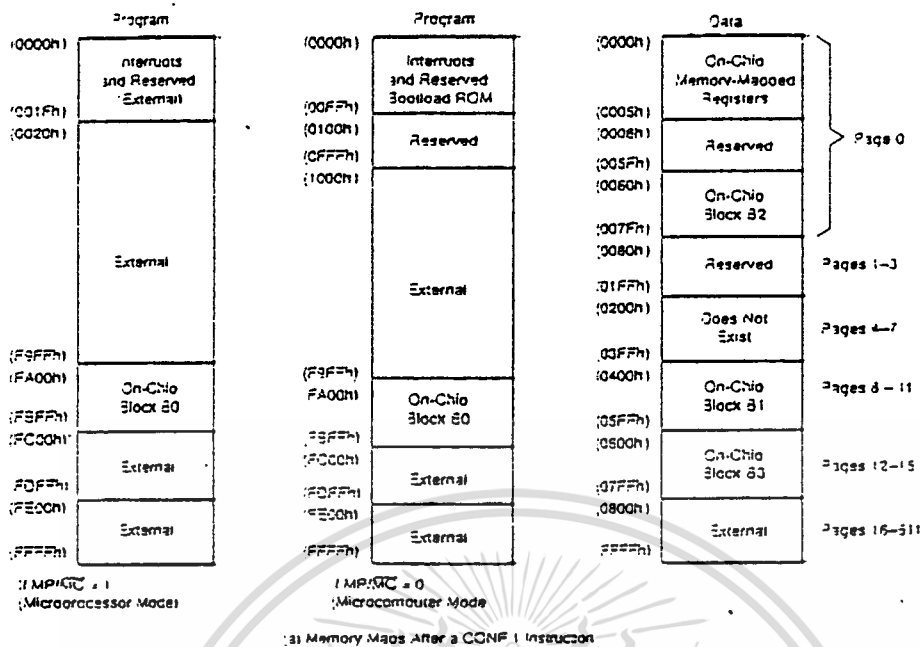 Program
(0000h)
Interrupts
and Reserved
(External)
(001Fh)
(0020h)
External
(F9FFh)
(FA00h)
On-Chip
Block B0
(FBFFh)
(FC00h)
External
(FDFFh)
(FE00h)
External
(FFFFh)
If MP/MC = 1
(Microprocessor Mode)
Program
(0000h)
Interrupts
and Reserved
Bootload ROM
(00FFh)
(0100h)
Reserved
(0FFFh)
(1000h)
External
(F9FFh)
FA00h)
On-Chip
Block B0
(FBFFh)
(FC00h)
External
(FDFFh)
(FE00h)
External
(FFFFh)
If MP/MC = 0
(Microcomputer Mode
Data
(0000h)
On-Chip
Memory-Mapped
Registers
(0005h)
(0006h)
Reserved
(005Fh)
(0060h)
On-Chip
Block B2
(007Fh)
Page 0
(0080h)
Reserved
Pages 1–3
(01FFh)
(0200h)
Does Not
Exist
Pages 4–7
(03FFh)
(0400h)
On-Chip
Block B1
Pages 8 – 11
(05FFh)
(0600h)
On-Chip
Block B3
Pages 12–15
(07FFh)
(0800h)
External
Pages 16–511
(FFFFh)
(a) Memory Maps After a CONF 1 Instruction